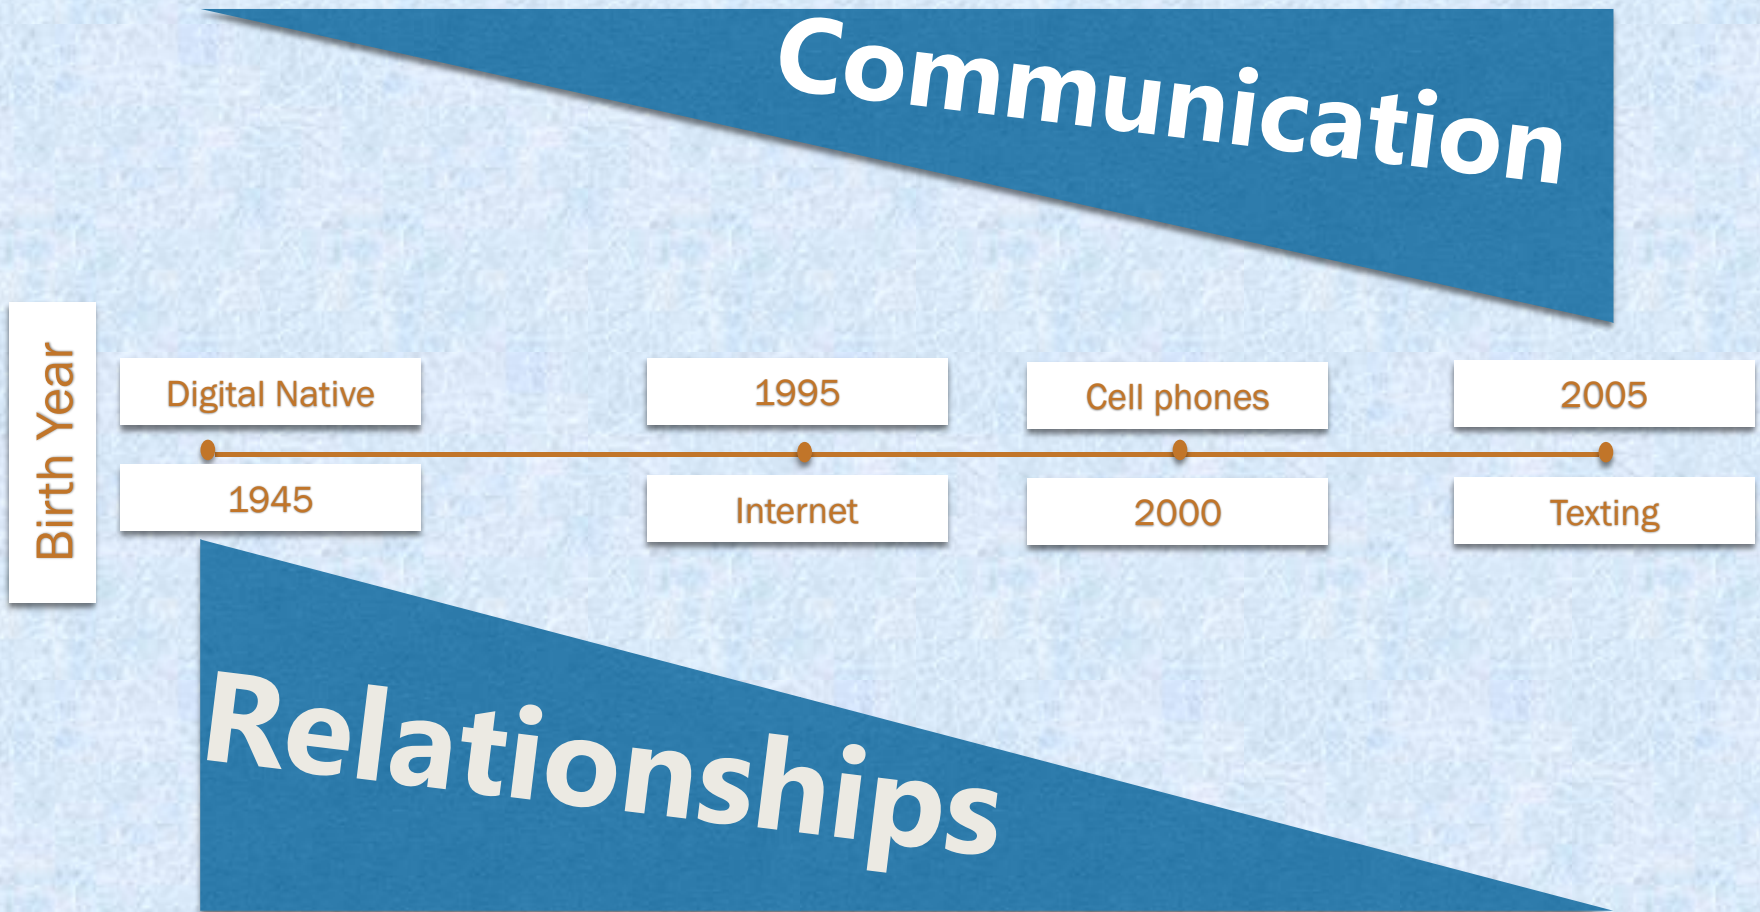 Communication
Birth Year
Digital Native
1995
Cell phones
2005
1945
Internet
2000
Texting
Relationships